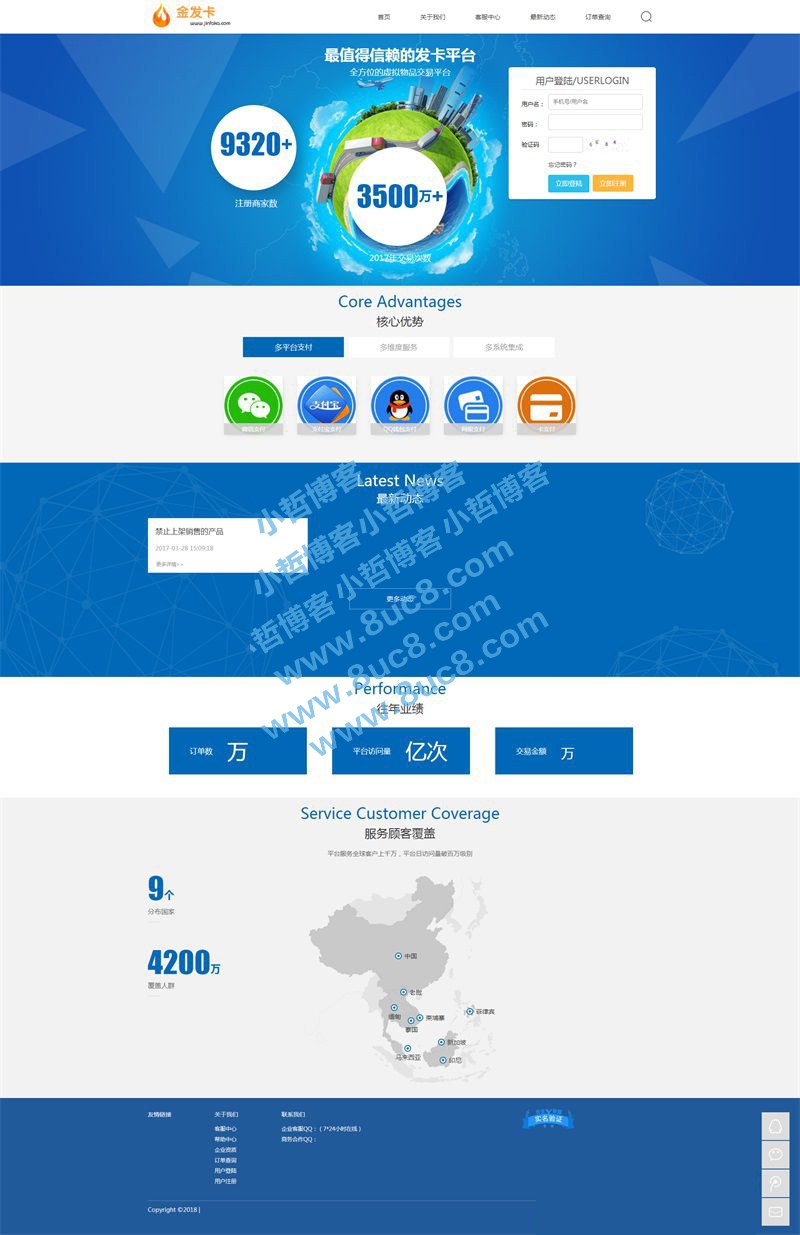 金发卡
www.jinfaka.com
首页 关于我们 客服中心 最新动态 订单查询
最值得信赖的发卡平台
全方位的虚拟物品交易平台
9320+
注册商家数
3500万+
2017年交易次数
用户登陆/USERLOGIN
用户名： 手机号/用户名
密码：
验证码
忘记密码？
立即登陆 立即注册
Core Advantages
核心优势
多平台支付 多维度服务 多系统集成
支付宝
微信支付 支付宝支付 QQ钱包支付 网银支付 卡支付
Latest News
最新动态
禁止上架销售的产品
2017-03-28 15:09:18
更多详情>>
更多动态
小哲博客 小哲博客
小哲博客 小哲博客 小哲博客
www.8uc8.com
www.8uc8.com
www.8uc8.com
Performance
往年业绩
订单数 万
平台访问量 亿次
交易金额 万
Service Customer Coverage
服务顾客覆盖
平台服务全球客户上千万，平台日访问量破百万级别
9个
分布国家
4200万
覆盖人群
中国
老挝
缅甸
柬埔寨
泰国
菲律宾
新加坡
马来西亚
印尼
友情链接 关于我们 联系我们
客服中心
帮助中心
企业资质
订单查询
用户登陆
用户注册
企业客服QQ：（7*24小时在线）
商务合作QQ：
实名验证
Copyright ©2018 |